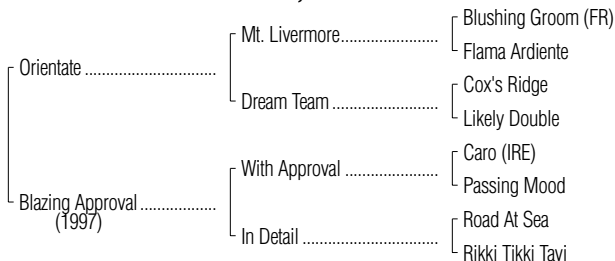 Blushing Groom (FR)
Mt. Livermore
Flama Ardiente
Orientate
Cox's Ridge
Dream Team
Likely Double
Caro (IRE)
With Approval
Passing Mood
Blazing Approval
(1997)
Road At Sea
In Detail
Rikki Tikki Tavi